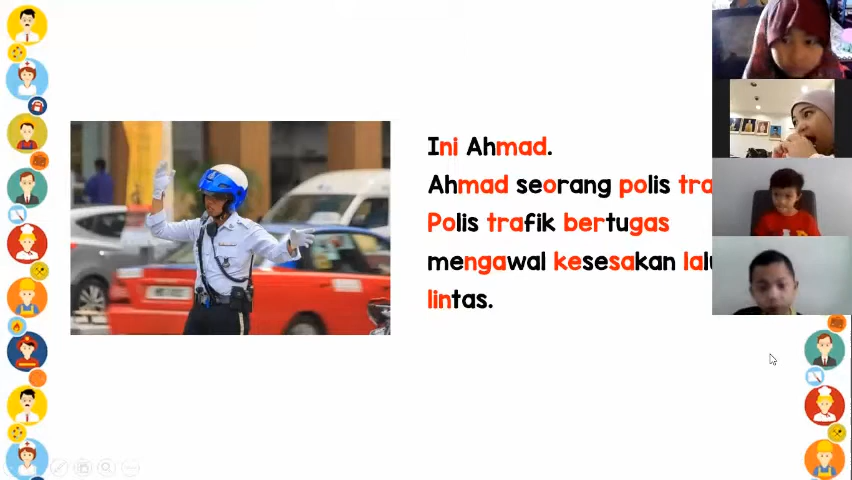 Ini Ahmad.
Ahmad seorang polis
Polis trafik bertugas
mengawal kesesakan
lintas.